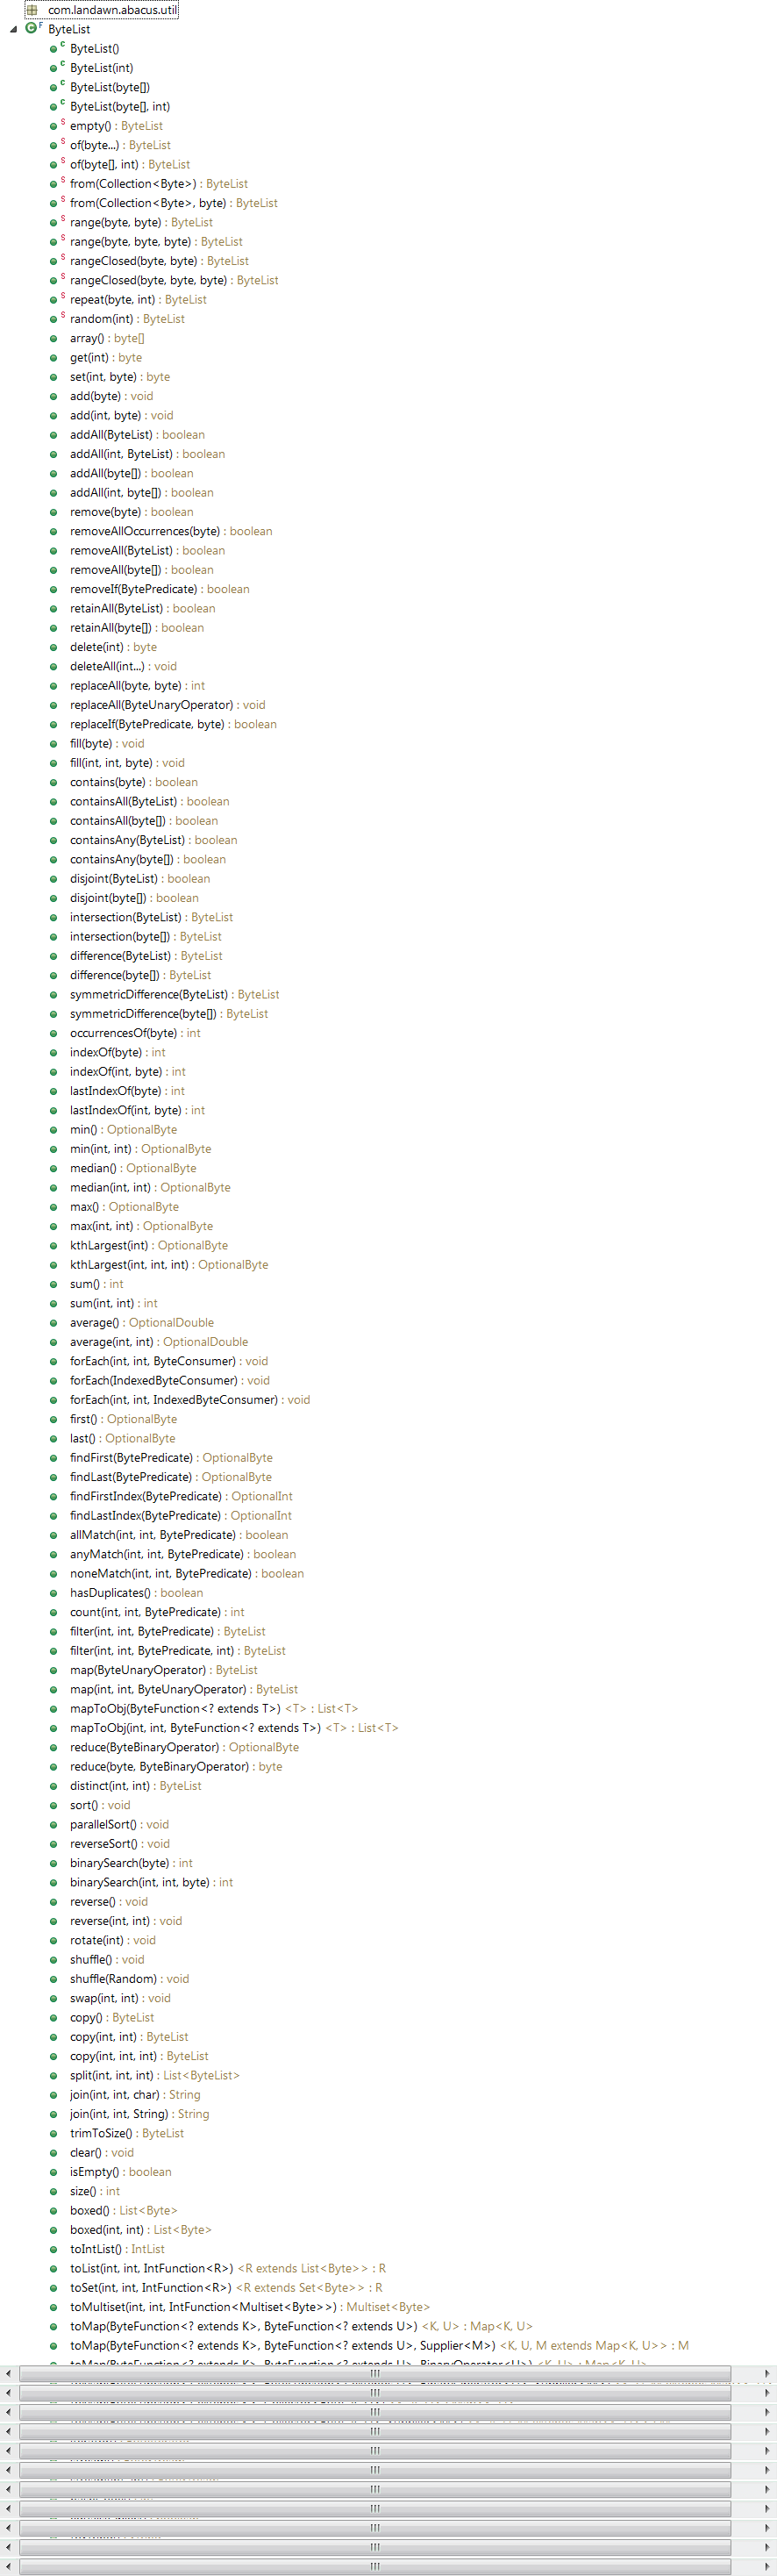 com.landawn.abacus.util
ByteList
ByteList()
ByteList(int)
ByteList(byte[])
ByteList(byte[], int)
empty() : ByteList
of(byte...) : ByteList
of(byte[], int) : ByteList
from(Collection<Byte>) : ByteList
from(Collection<Byte>, byte) : ByteList
range(byte, byte) : ByteList
range(byte, byte, byte) : ByteList
rangeClosed(byte, byte) : ByteList
rangeClosed(byte, byte, byte) : ByteList
repeat(byte, int) : ByteList
random(int) : ByteList
array() : byte[]
get(int) : byte
set(int, byte) : byte
add(byte) : void
add(int, byte) : void
addAll(ByteList) : boolean
addAll(int, ByteList) : boolean
addAll(byte[]) : boolean
addAll(int, byte[]) : boolean
remove(byte) : boolean
removeAllOccurrences(byte) : boolean
removeAll(ByteList) : boolean
removeAll(byte[]) : boolean
removeIf(BytePredicate) : boolean
retainAll(ByteList) : boolean
retainAll(byte[]) : boolean
delete(int) : byte
deleteAll(int...) : void
replaceAll(byte, byte) : int
replaceAll(ByteUnaryOperator) : void
replaceIf(BytePredicate, byte) : boolean
fill(byte) : void
fill(int, int, byte) : void
contains(byte) : boolean
containsAll(ByteList) : boolean
containsAll(byte[]) : boolean
containsAny(ByteList) : boolean
containsAny(byte[]) : boolean
disjoint(ByteList) : boolean
disjoint(byte[]) : boolean
intersection(ByteList) : ByteList
intersection(byte[]) : ByteList
difference(ByteList) : ByteList
difference(byte[]) : ByteList
symmetricDifference(ByteList) : ByteList
symmetricDifference(byte[]) : ByteList
occurrencesOf(byte) : int
indexOf(byte) : int
indexOf(int, byte) : int
lastIndexOf(byte) : int
lastIndexOf(int, byte) : int
min() : OptionalByte
min(int, int) : OptionalByte
median() : OptionalByte
median(int, int) : OptionalByte
max() : OptionalByte
max(int, int) : OptionalByte
kthLargest(int) : OptionalByte
kthLargest(int, int, int) : OptionalByte
sum() : int
sum(int, int) : int
average() : OptionalDouble
average(int, int) : OptionalDouble
forEach(int, int, ByteConsumer) : void
forEach(IndexedByteConsumer) : void
forEach(int, int, IndexedByteConsumer) : void
first() : OptionalByte
last() : OptionalByte
findFirst(BytePredicate) : OptionalByte
findLast(BytePredicate) : OptionalByte
findFirstIndex(BytePredicate) : OptionalInt
findLastIndex(BytePredicate) : OptionalInt
allMatch(int, int, BytePredicate) : boolean
anyMatch(int, int, BytePredicate) : boolean
noneMatch(int, int, BytePredicate) : boolean
hasDuplicates() : boolean
count(int, int, BytePredicate) : int
filter(int, int, BytePredicate) : ByteList
filter(int, int, BytePredicate, int) : ByteList
map(ByteUnaryOperator) : ByteList
map(int, int, ByteUnaryOperator) : ByteList
mapToObj(ByteFunction<? extends T>) <T> : List<T>
mapToObj(int, int, ByteFunction<? extends T>) <T> : List<T>
reduce(ByteBinaryOperator) : OptionalByte
reduce(byte, ByteBinaryOperator) : byte
distinct(int, int) : ByteList
sort() : void
parallelSort() : void
reverseSort() : void
binarySearch(byte) : int
binarySearch(int, int, byte) : int
reverse() : void
reverse(int, int) : void
rotate(int) : void
shuffle() : void
shuffle(Random) : void
swap(int, int) : void
copy() : ByteList
copy(int, int) : ByteList
copy(int, int, int) : ByteList
split(int, int, int) : List<ByteList>
join(int, int, char) : String
join(int, int, String) : String
trimToSize() : ByteList
clear() : void
isEmpty() : boolean
size() : int
boxed() : List<Byte>
boxed(int, int) : List<Byte>
toIntList() : IntList
toList(int, int, IntFunction<R>) <R extends List<Byte>> : R
toSet(int, int, IntFunction<R>) <R extends Set<Byte>> : R
toMultiset(int, int, IntFunction<Multiset<Byte>>) : Multiset<Byte>
toMap(ByteFunction<? extends K>, ByteFunction<? extends U>) <K, U> : Map<K, U>
toMap(ByteFunction<? extends K>, ByteFunction<? extends U>, Supplier<M>) <K, U, M extends Map<K, U>> : M
toMap(ByteFunction<? extends K>, ByteFunction<? extends U>, BinaryOperator<U>) <K, U> : Map<K, U>